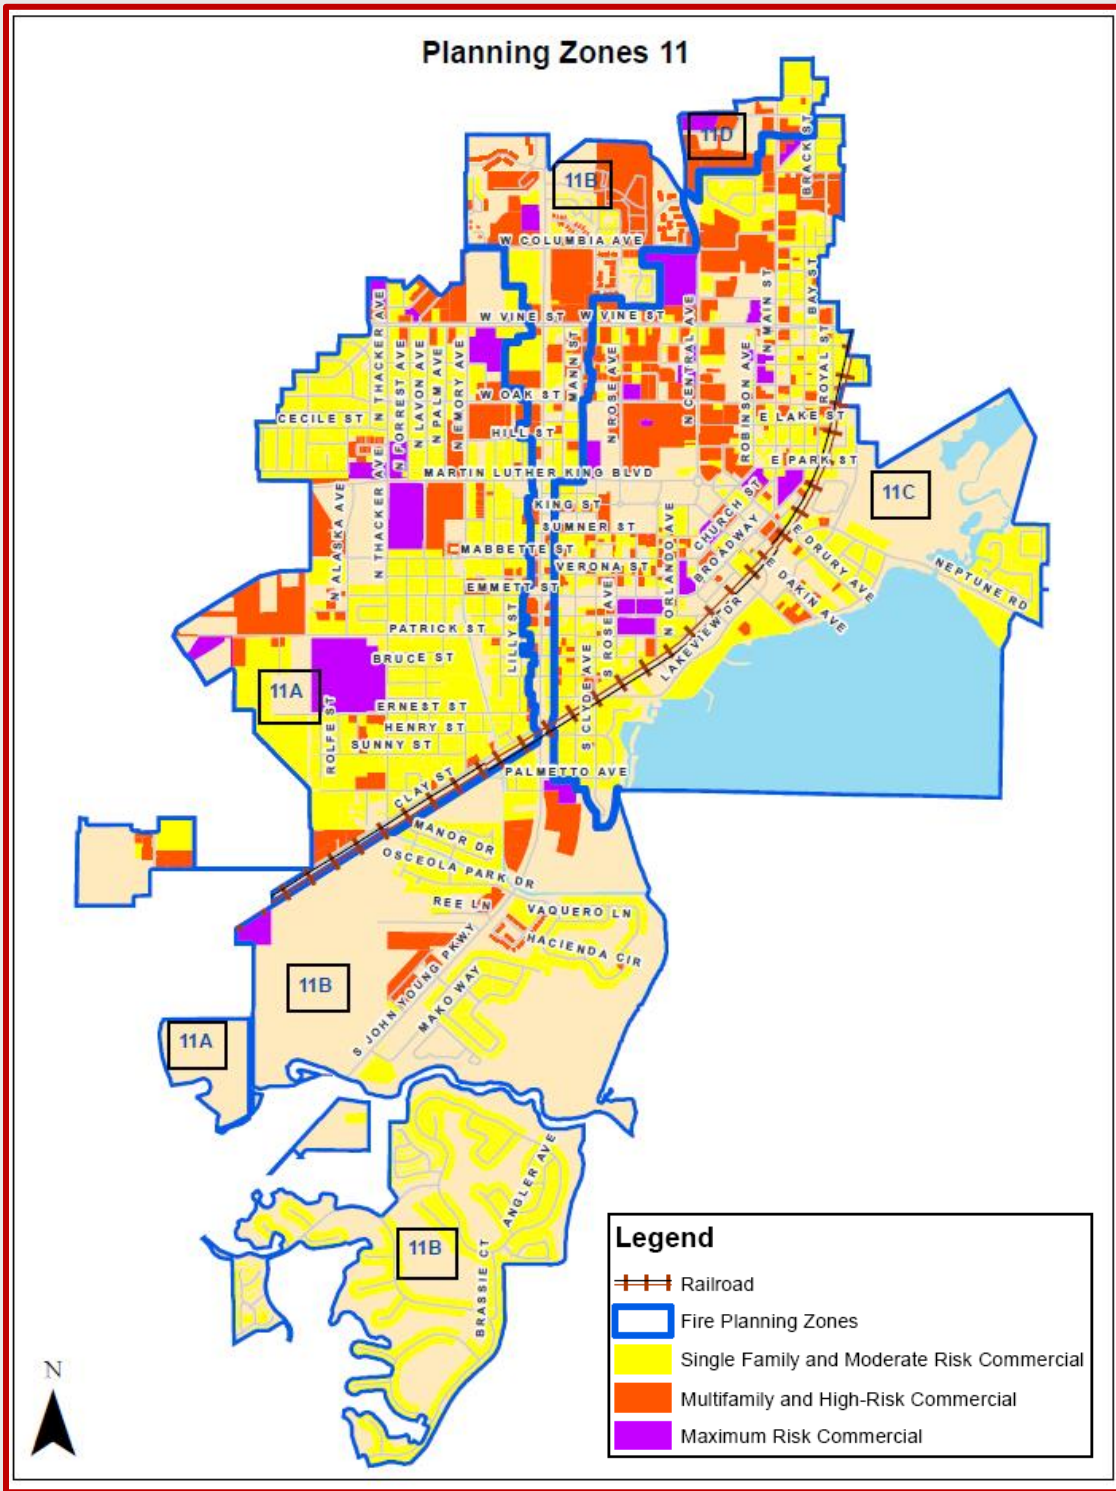 Planning Zones 11
11D
BRACK ST
11B
W COLUMBIA AVE
N MAIN ST
BAY ST
N THACKER AVE
W VINE ST
W VINE ST
N CENTRAL AVE
ROYAL ST
N FORREST AVE
N LAVON AVE
N PALM AVE
N EMORY AVE
MANN ST
N ROSE AVE
ROBINSON AVE
W OAK ST
CECILE ST
E LAKE ST
HILL ST
E PARK ST
MARTIN LUTHER KING BLVD
11C
N ALASKA AVE
N THACKER AVE
KING ST
CHURCH ST
SUMNER ST
N ORLANDO AVE
BROADWAY
MABBETTE ST
VERONA ST
E DRURY AVE
NEPTUNE RD
EMMETT ST
E DAKIN AVE
PATRICK ST
LILLY ST
S ROSE AVE
LAKEVIEW DR
BRUCE ST
11A
S CLYDE AVE
ERNEST ST
ROLFE ST
HENRY ST
SUNNY ST
CLAY ST
PALMETTO AVE
MANOR DR
OSCEOLA PARK DR
REE LN
VAQUERO LN
HACIENDA CIR
11B
S JOHN YOUNG PKWY
MAKO WAY
11A
ANGLER AVE
11B
BRASSIE CT
Legend
Railroad
Fire Planning Zones
Single Family and Moderate Risk Commercial
Multifamily and High-Risk Commercial
Maximum Risk Commercial
N